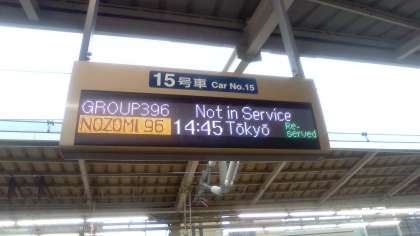 15号車 Car No.15
GROUP396 Not in Service
NOZOMI 96 14:45 Tōkyō Re-served